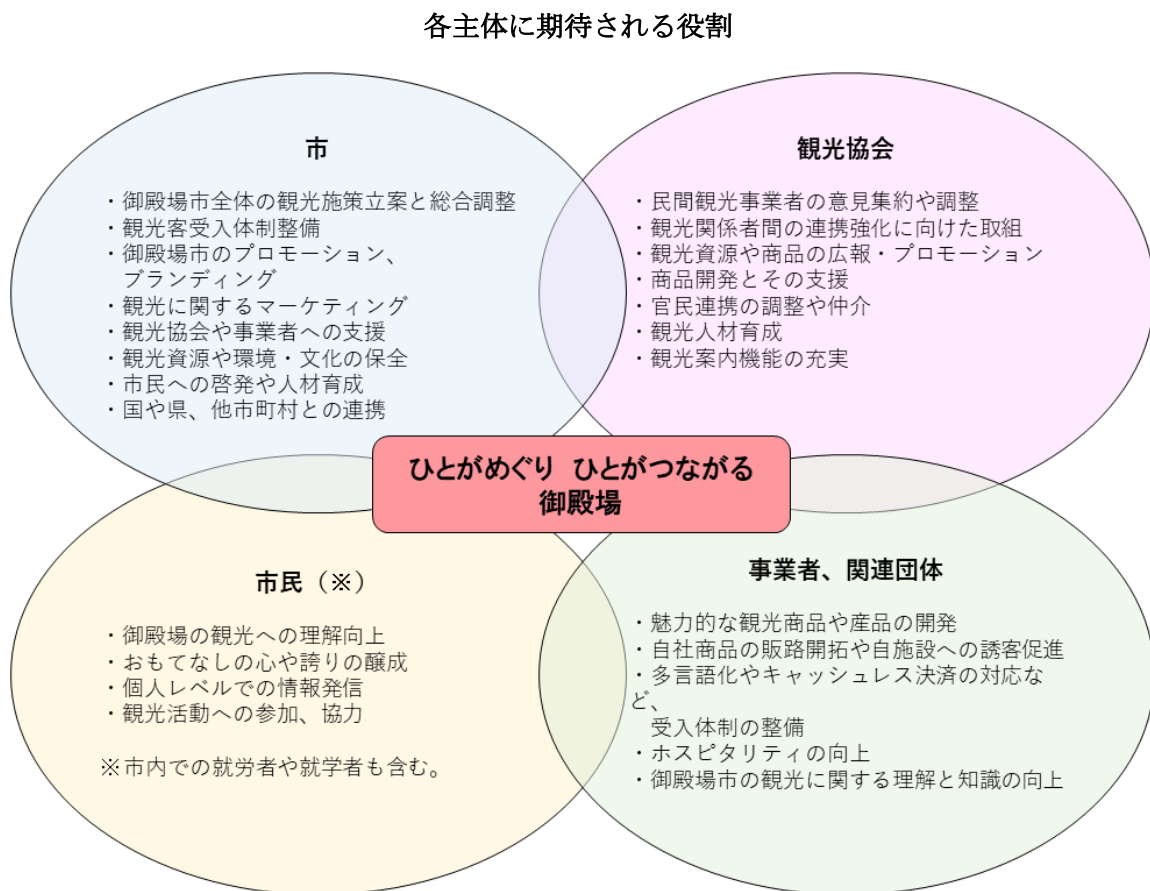 各主体に期待される役割
市
・御殿場市全体の観光施策立案と総合調整
・観光客受入体制整備
・御殿場市のプロモーション、
ブランディング
・観光に関するマーケティング
・観光協会や事業者への支援
・観光資源や環境・文化の保全
・市民への啓発や人材育成
・国や県、他市町村との連携
観光協会
・民間観光事業者の意見集約や調整
・観光関係者間の連携強化に向けた取組
・観光資源や商品の広報・プロモーション
・商品開発とその支援
・官民連携の調整や仲介
・観光人材育成
・観光案内機能の充実
ひとがめぐり ひとがつながる
御殿場
市民（※）
・御殿場の観光への理解向上
・おもてなしの心や誇りの醸成
・個人レベルでの情報発信
・観光活動への参加、協力
※市内での就労者や就学者も含む。
事業者、関連団体
・魅力的な観光商品や産品の開発
・自社商品の販路開拓や自施設への誘客促進
・多言語化やキャッシュレス決済の対応な
ど、
受入体制の整備
・ホスピタリティの向上
・御殿場市の観光に関する理解と知識の向上